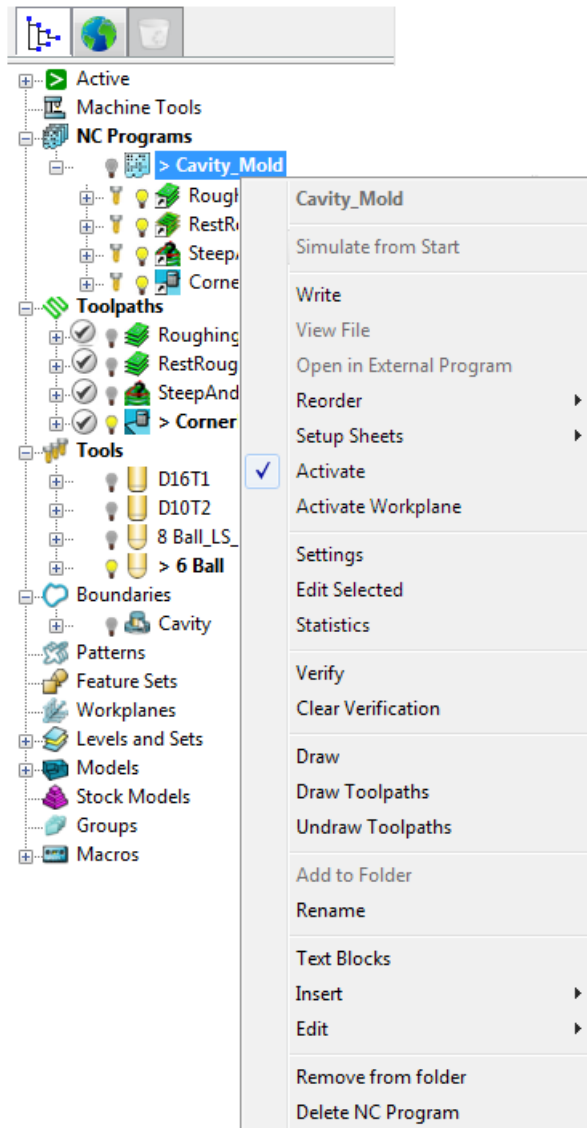 Active
Machine Tools
NC Programs
> Cavity_Mold
Rough
RestR
Steep
Corne
Toolpaths
Roughing
RestRoug
SteepAnd
> Corner
Tools
D16T1
D10T2
8 Ball_LS_
> 6 Ball
Boundaries
Cavity
Patterns
Feature Sets
Workplanes
Levels and Sets
Models
Stock Models
Groups
Macros
Cavity_Mold
Simulate from Start
Write
View File
Open in External Program
Reorder
Setup Sheets
Activate
Activate Workplane
Settings
Edit Selected
Statistics
Verify
Clear Verification
Draw
Draw Toolpaths
Undraw Toolpaths
Add to Folder
Rename
Text Blocks
Insert
Edit
Remove from folder
Delete NC Program